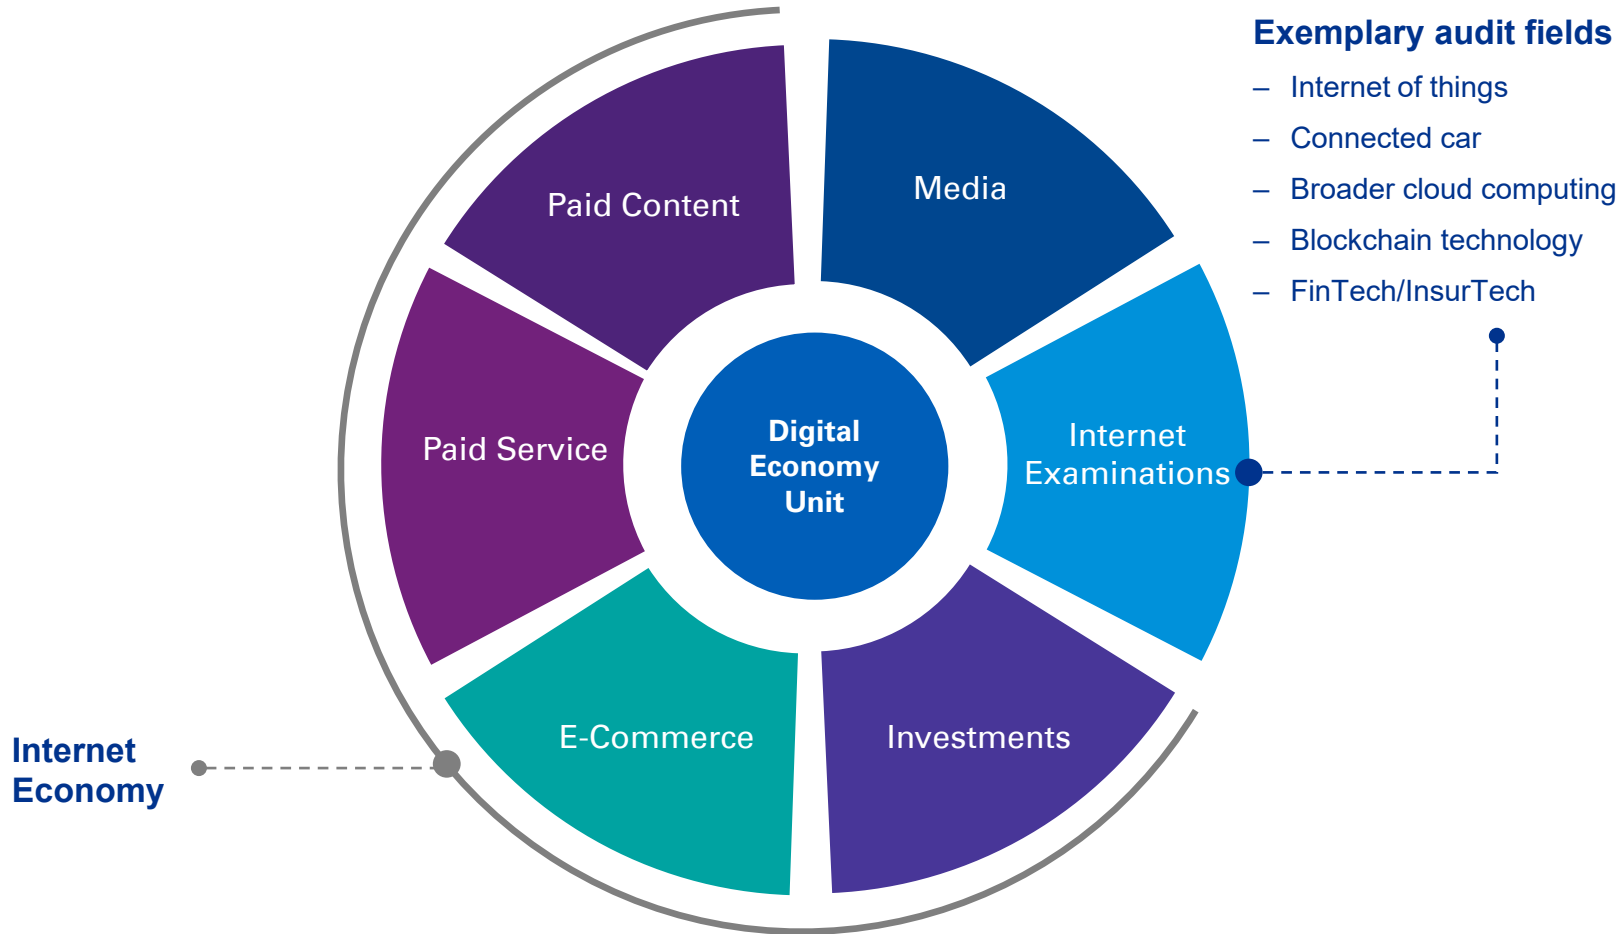 Exemplary audit fields
– Internet of things
– Connected car
– Broader cloud computing
– Blockchain technology
– FinTech/InsurTech
Paid Content
Media
Paid Service
Digital
Economy
Unit
Internet
Examinations
E-Commerce
Investments
Internet
Economy